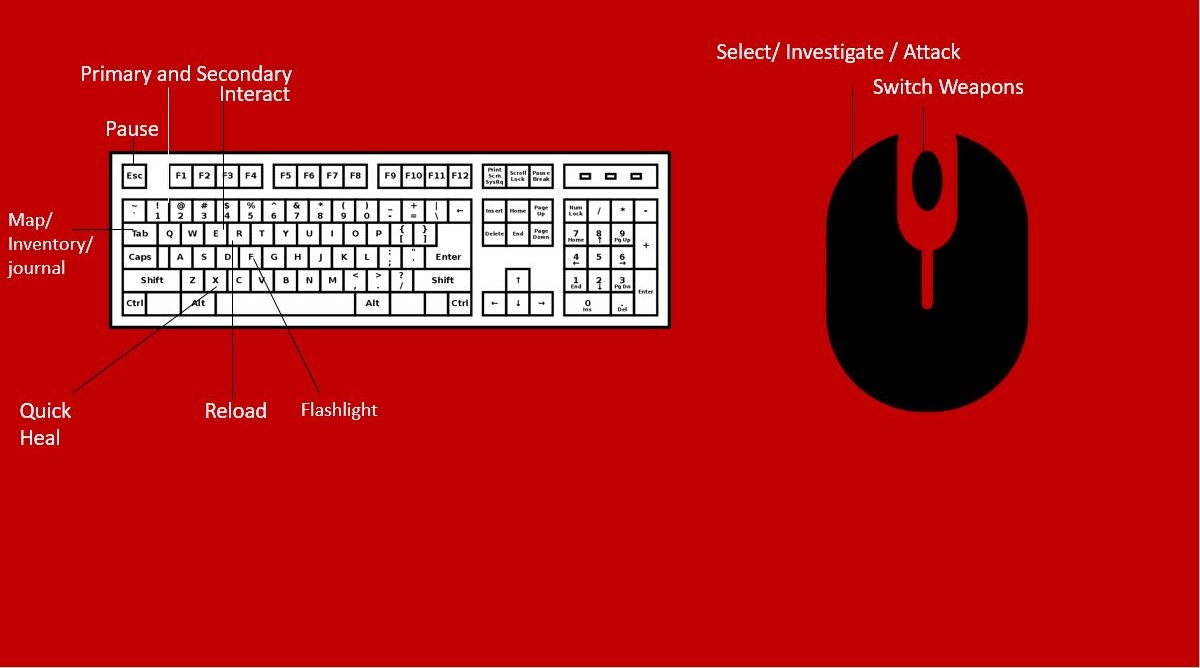 Select/ Investigate / Attack
Primary and Secondary
Switch Weapons
Interact
Pause
Esc F1 F2 F3 F4 F5 F6 F7 F8 F9 F10 F11 F12 Print Scrn SysRq Scroll Lock Pause Break
~ ` ! 1 @ 2 # 3 $ 4 % 5 ^ 6 & 7 * 8 ( 9 ) 0 _ - + = | \ ← Insert Home Page Up Num Lock / * -
Tab Q W E R T Y U I O P { [ } ] Delete End Page Down 7 Home 8 ↑ 9 Pg Up +
Caps A S D F G H J K L : ; " ' Enter 4 ← 5 6 →
Shift Z X C V B N M < , > . ? / Shift ↑ 1 End 2 ↓ 3 Pg Dn Enter
Ctrl Alt Alt Ctrl ← ↓ → 0 Ins . Del
Map/
Inventory/
journal
Quick
Heal
Reload
Flashlight